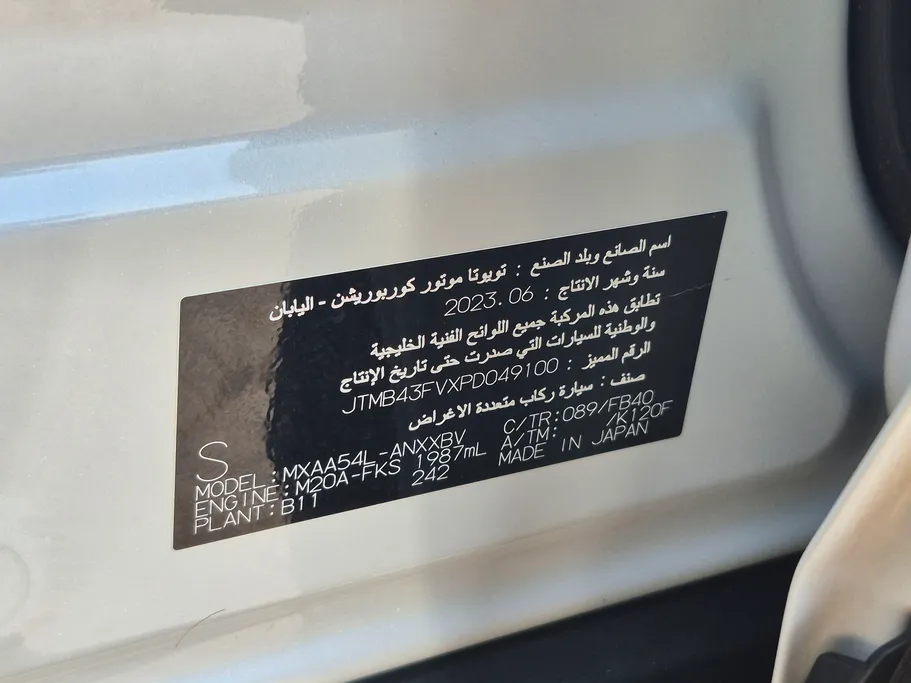 اسم الصانع وبلد الصنع : تويوتا موتور كوربوريشن - اليابان
سنة وشهر الانتاج : 2023.06
تطابق هذه المركبة جميع اللوائح الفنية الخليجية
والوطنية للسيارات التي صدرت حتى تاريخ الإنتاج
الرقم المميز : JTMB43FVXPD049100
صنف : سيارة ركاب متعددة الاغراض
S
MODEL:MXAA54L-ANXXBV C/TR:089/FB40
ENGINE:M20A-FKS 1987mL A/TM: /K120F
PLANT:B11 242 MADE IN JAPAN